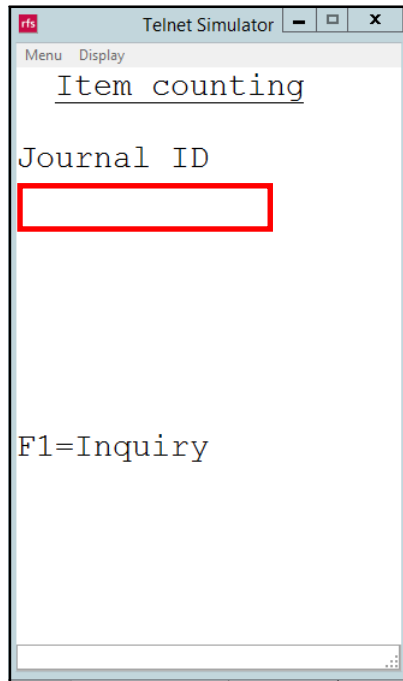 rfs Telnet Simulator
Menu Display
Item counting
Journal ID
F1=Inquiry